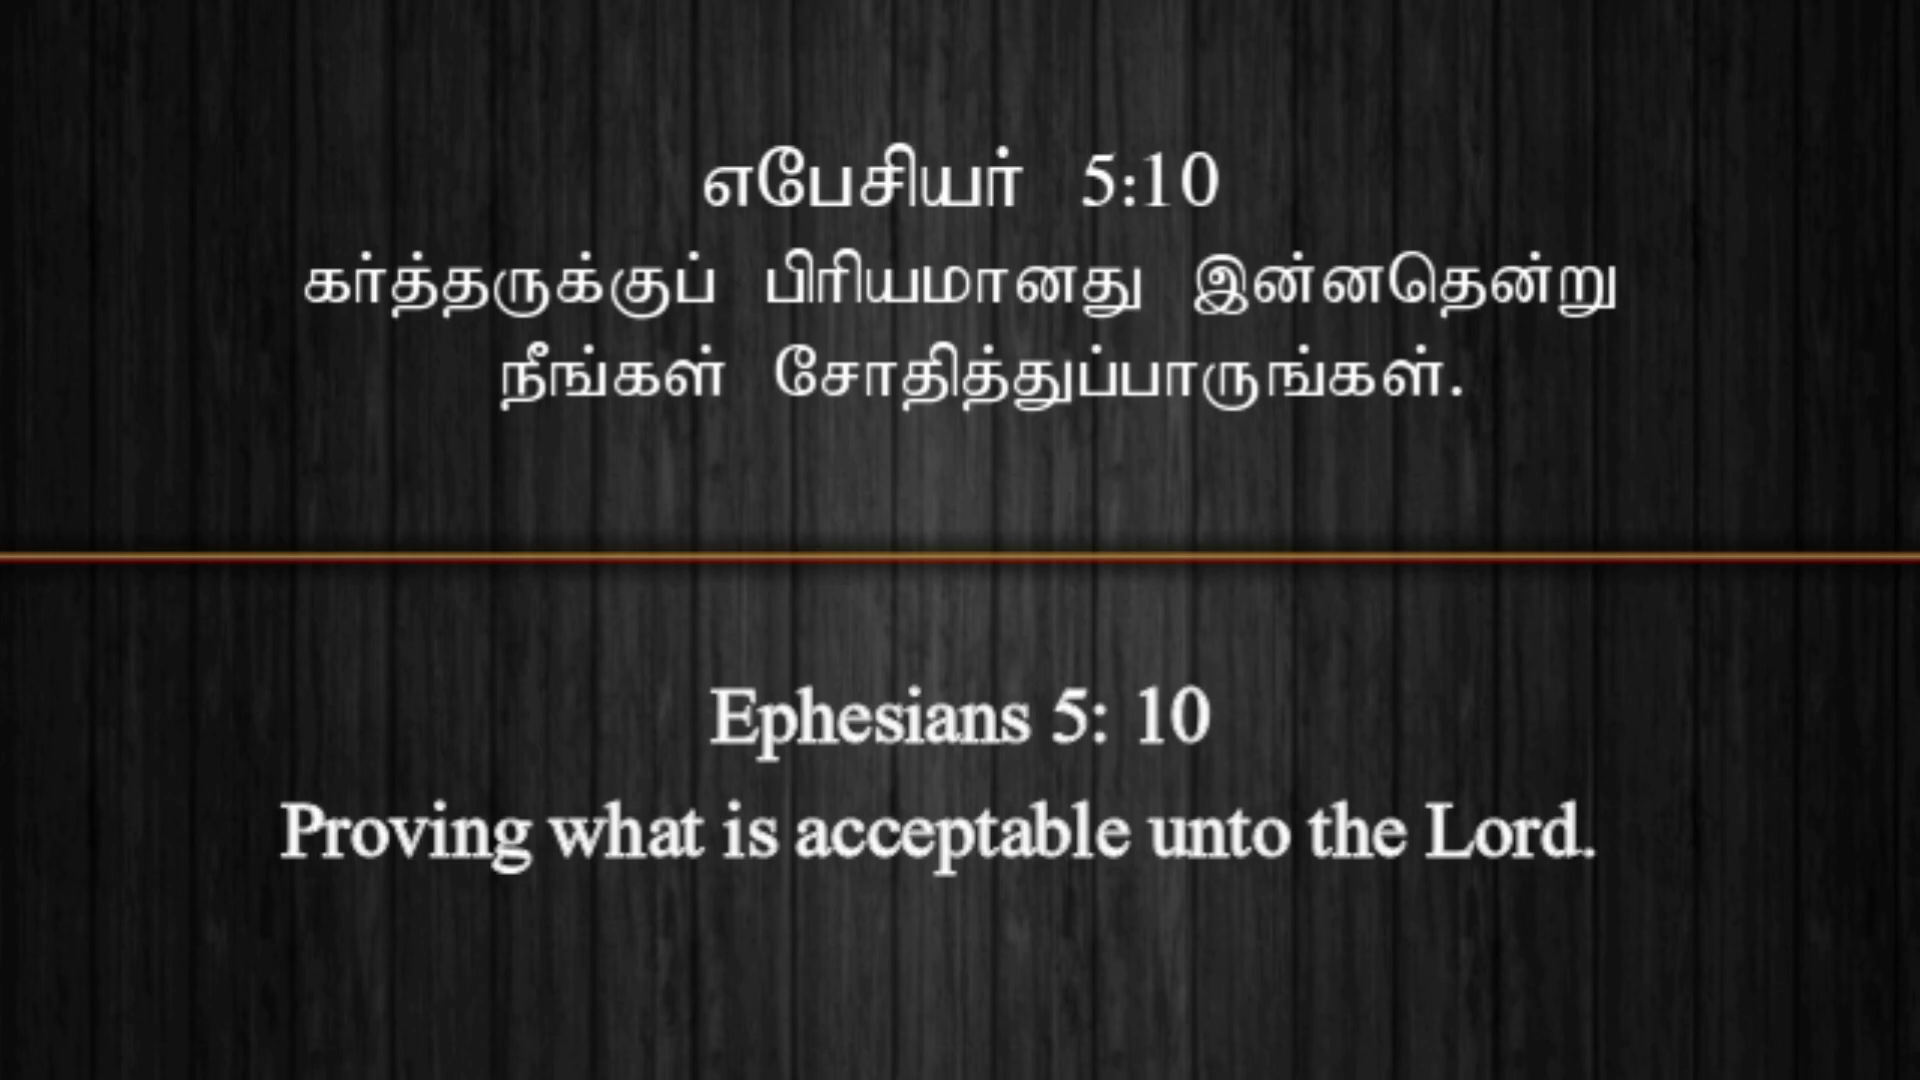 எபேசியர் 5:10
கர்த்தருக்குப் பிரியமானது இன்னதென்று
நீங்கள் சோதித்துப்பாருங்கள்.
Ephesians 5: 10
Proving what is acceptable unto the Lord.